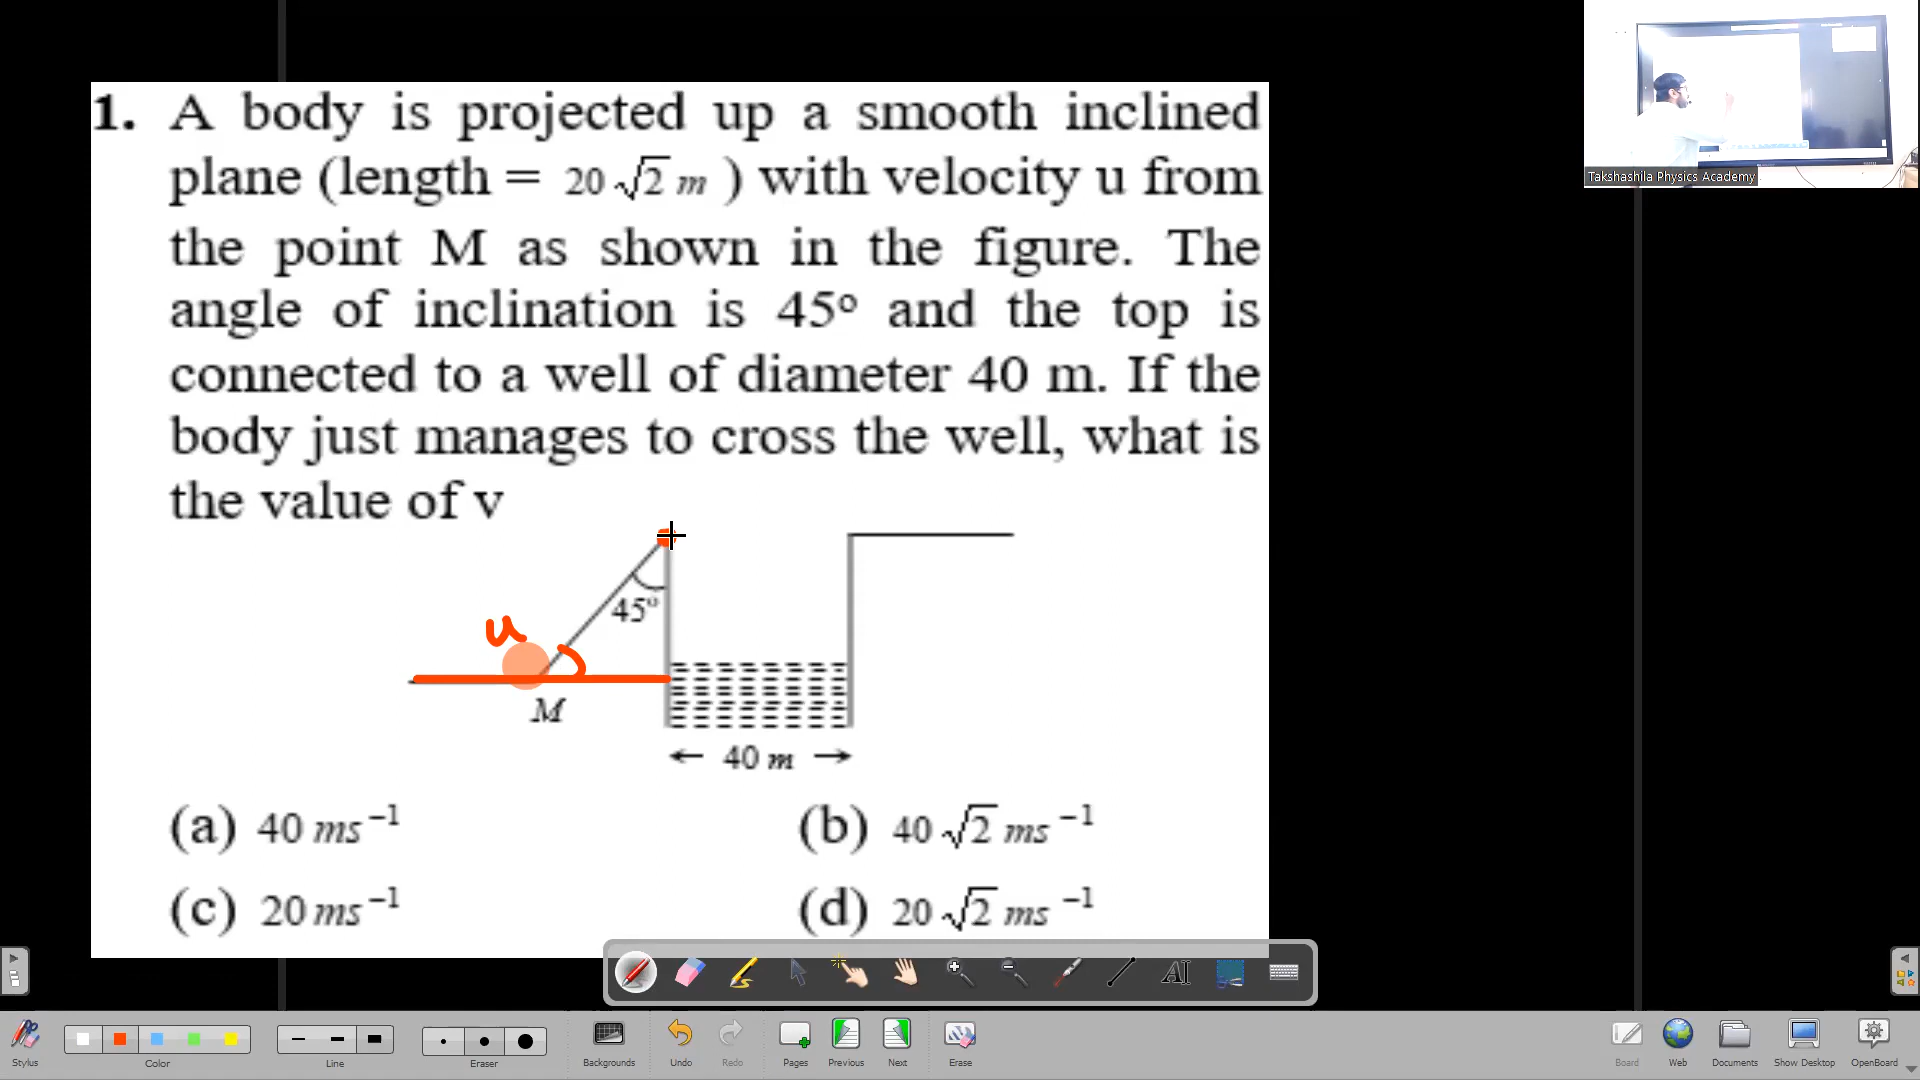 Takshashila Physics Academy
1. A body is projected up a smooth inclined
plane (length = 20√2 m ) with velocity u from
the point M as shown in the figure. The
angle of inclination is 45º and the top is
connected to a well of diameter 40 m. If the
body just manages to cross the well, what is
the value of v
45º
u
M
40 m
(a) 40 ms⁻¹ (b) 40√2 ms⁻¹
(c) 20 ms⁻¹ (d) 20√2 ms⁻¹
Stylus Color Line Eraser Backgrounds Undo Redo Pages Previous Next Erase Board Web Documents Show Desktop OpenBoard